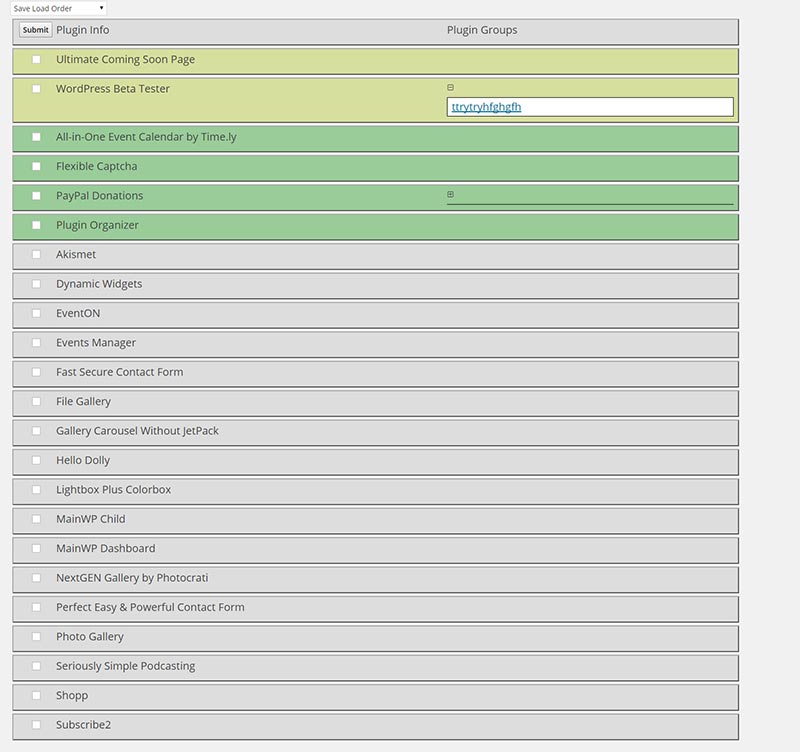 Save Load Order
Submit Plugin Info Plugin Groups
Ultimate Coming Soon Page
WordPress Beta Tester
ttrytryhfghgfh
All-in-One Event Calendar by Time.ly
Flexible Captcha
PayPal Donations
Plugin Organizer
Akismet
Dynamic Widgets
EventON
Events Manager
Fast Secure Contact Form
File Gallery
Gallery Carousel Without JetPack
Hello Dolly
Lightbox Plus Colorbox
MainWP Child
MainWP Dashboard
NextGEN Gallery by Photocrati
Perfect Easy & Powerful Contact Form
Photo Gallery
Seriously Simple Podcasting
Shopp
Subscribe2